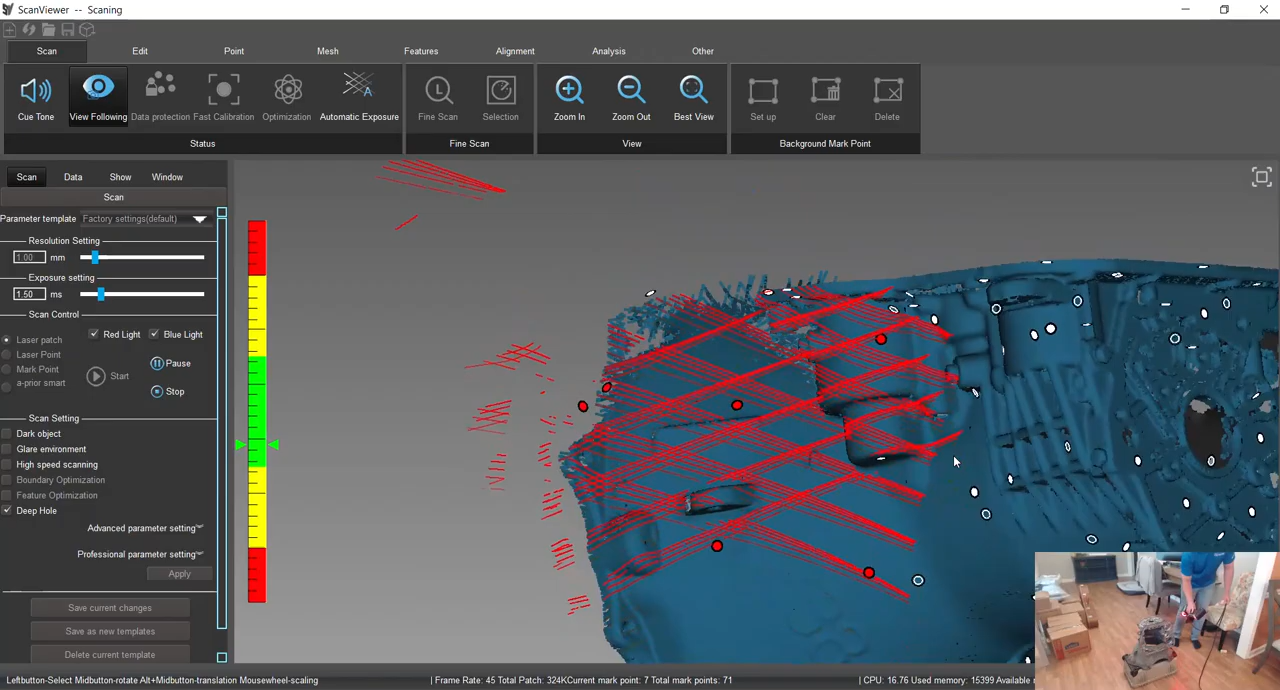 ScanViewer -- Scaning
Scan Edit Point Mesh Features Alignment Analysis Other
Cue Tone View Following Data protection Fast Calibration Optimization Automatic Exposure Fine Scan Selection Zoom In Zoom Out Best View Set up Clear Delete
Status Fine Scan View Background Mark Point
Scan Data Show Window
Scan
Parameter template Factory settings(default)
Resolution Setting
1.00 mm
Exposure setting
1.50 ms
Scan Control
Red Light Blue Light
Laser patch
Laser Point
Mark Point
a-prior smart
Pause
Start
Stop
Scan Setting
Dark object
Glare environment
High speed scanning
Boundary Optimization
Feature Optimization
Deep Hole
Advanced parameter setting
Professional parameter setting
Apply
Save current changes
Save as new templates
Delete current template
Leftbutton-Select Midbutton-rotate Alt+Midbutton-translation Mousewheel-scaling | Frame Rate: 45 Total Patch: 324KCurrent mark point: 7 Total mark points: 71 | CPU: 16.76 Used memory: 15399 Available